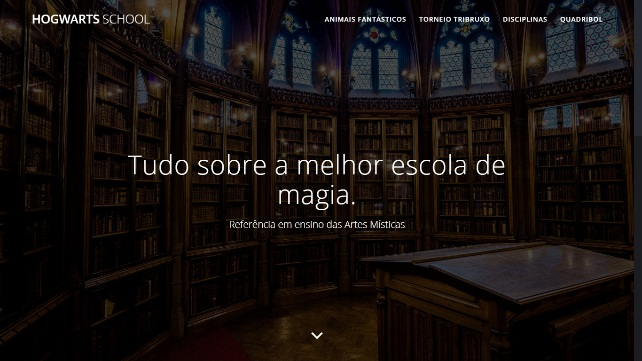 HOGWARTS SCHOOL
ANIMAIS FANTÁSTICOS TORNEIO TRIBRUXO DISCIPLINAS QUADRIBOL
Tudo sobre a melhor escola de
magia.
Referência em ensino das Artes Místicas